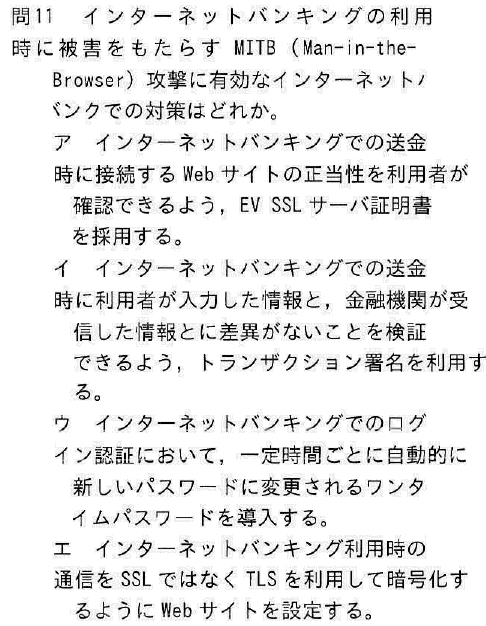 問11　インターネットバンキングの利用
時に被害をもたらす MITB（Man-in-the-
Browser）攻撃に有効なインターネット
バンクでの対策はどれか。
ア　インターネットバンキングでの送金
時に接続する Web サイトの正当性を利用者が
確認できるよう，EV SSL サーバ証明書
を採用する。
イ　インターネットバンキングでの送金
時に利用者が入力した情報と，金融機関が受
信した情報とに差異がないことを検証
できるよう，トランザクション署名を利用す
る。
ウ　インターネットバンキングでのログ
イン認証において，一定時間ごとに自動的に
新しいパスワードに変更されるワンタ
イムパスワードを導入する。
エ　インターネットバンキング利用時の
通信を SSL ではなく TLS を利用して暗号化す
るように Web サイトを設定する。